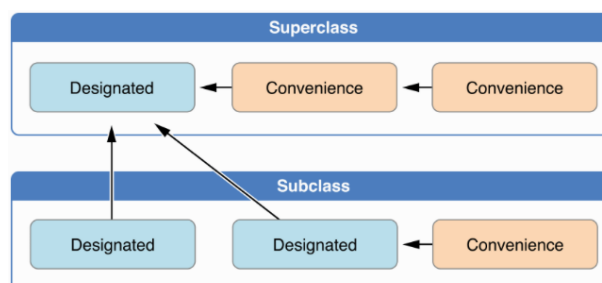 Superclass
Designated
Convenience
Convenience
Subclass
Designated
Designated
Convenience